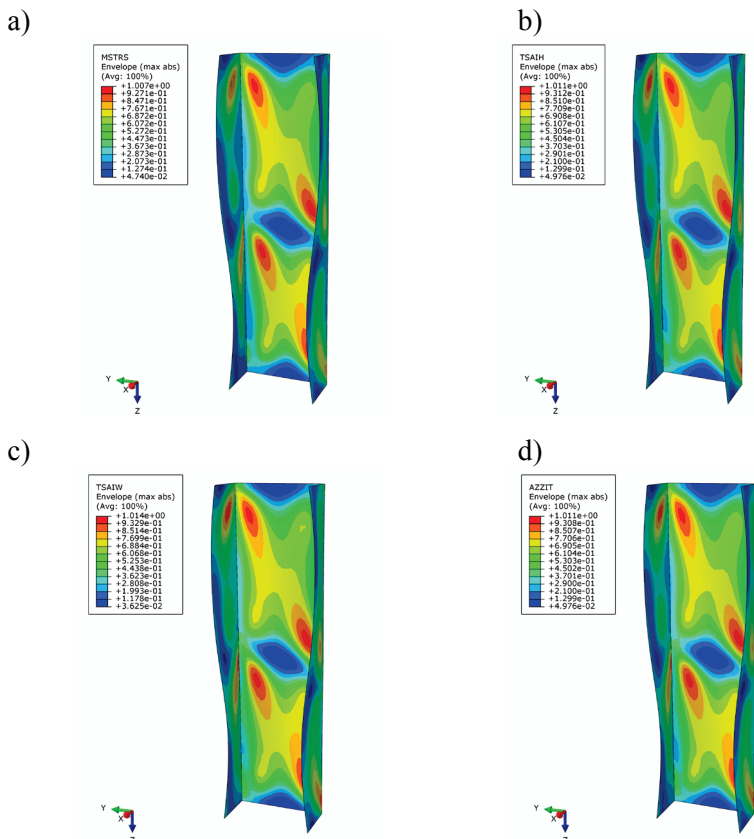 a)
MSTRS
Envelope (max abs)
(Avg: 100%)
+1.007e+00
+9.271e-01
+8.471e-01
+7.671e-01
+6.872e-01
+6.072e-01
+5.272e-01
+4.473e-01
+3.673e-01
+2.873e-01
+2.073e-01
+1.274e-01
+4.740e-02
Y
X
Z
b)
TSAIH
Envelope (max abs)
(Avg: 100%)
+1.011e+00
+9.312e-01
+8.510e-01
+7.709e-01
+6.908e-01
+6.107e-01
+5.305e-01
+4.504e-01
+3.703e-01
+2.901e-01
+2.100e-01
+1.299e-01
+4.976e-02
Y
X
Z
c)
TSAIW
Envelope (max abs)
(Avg: 100%)
+1.014e+00
+9.329e-01
+8.514e-01
+7.699e-01
+6.884e-01
+6.068e-01
+5.253e-01
+4.438e-01
+3.623e-01
+2.808e-01
+1.993e-01
+1.178e-01
+3.625e-02
Y
X
Z
d)
AZZIT
Envelope (max abs)
(Avg: 100%)
+1.011e+00
+9.308e-01
+8.507e-01
+7.706e-01
+6.905e-01
+6.104e-01
+5.303e-01
+4.502e-01
+3.701e-01
+2.900e-01
+2.100e-01
+1.299e-01
+4.976e-02
Y
X
Z